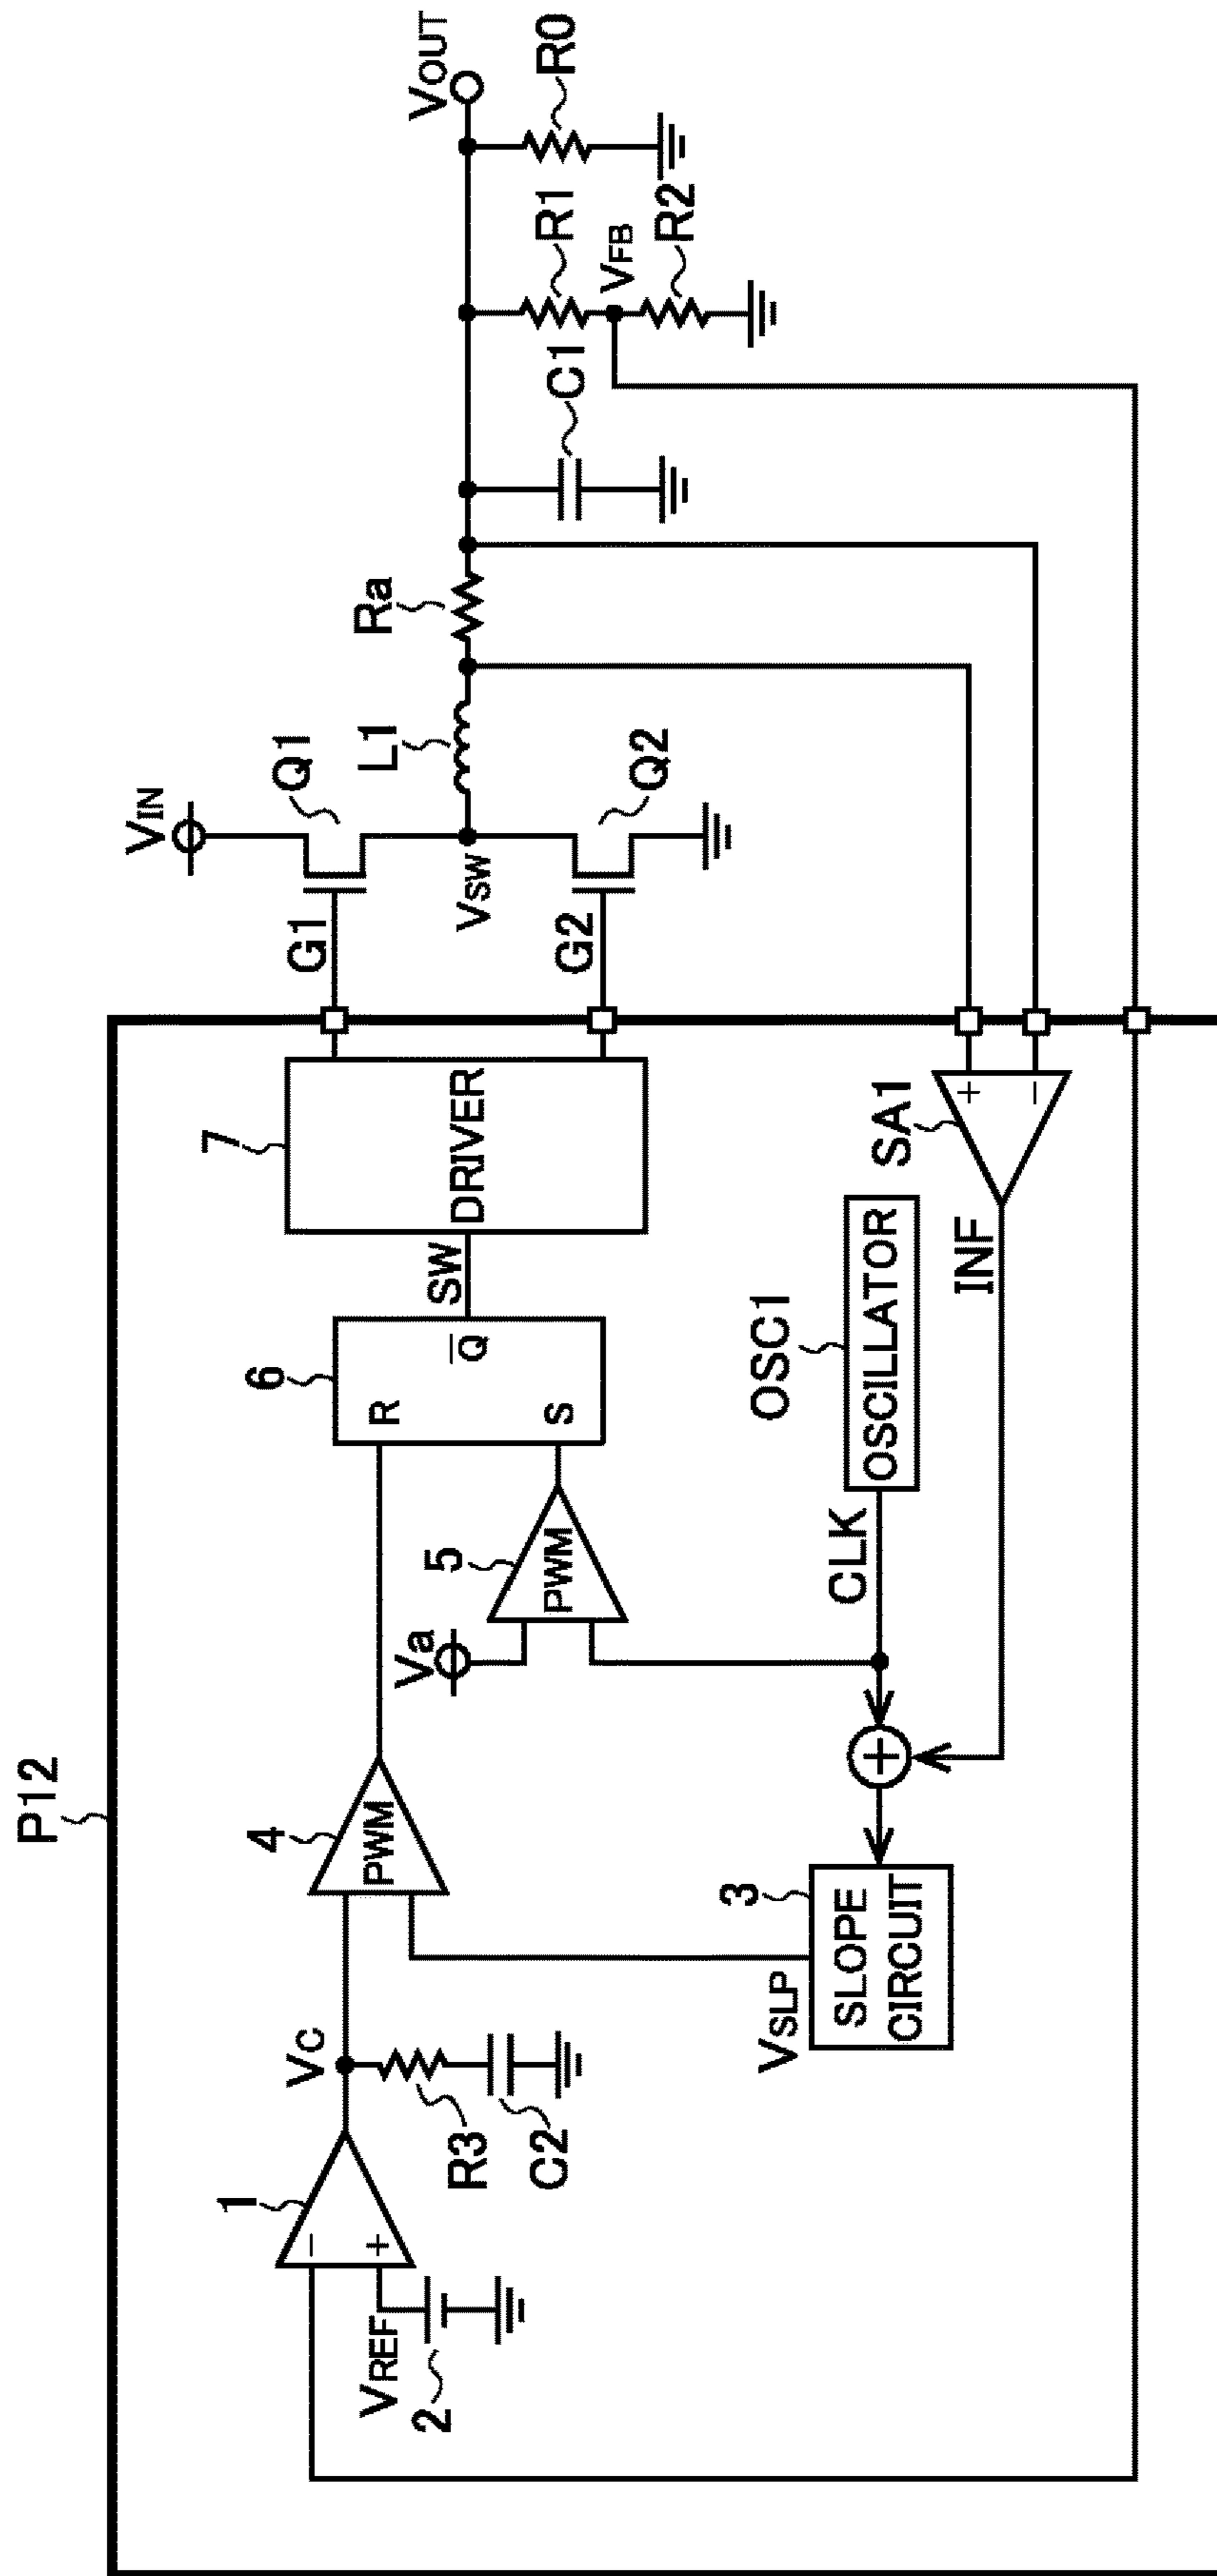 P12
VREF
2
1
VC
R3
C2
4
PWM
VSLP
3
SLOPE
CIRCUIT
Va
5
PWM
6
R
S
Q̅
SW
7
DRIVER
CLK
OSC1
OSCILLATOR
INF
SA1
G1
G2
VIN
Q1
VSW
Q2
L1
Ra
C1
R1
VFB
R2
R0
VOUT
+
−
−
+